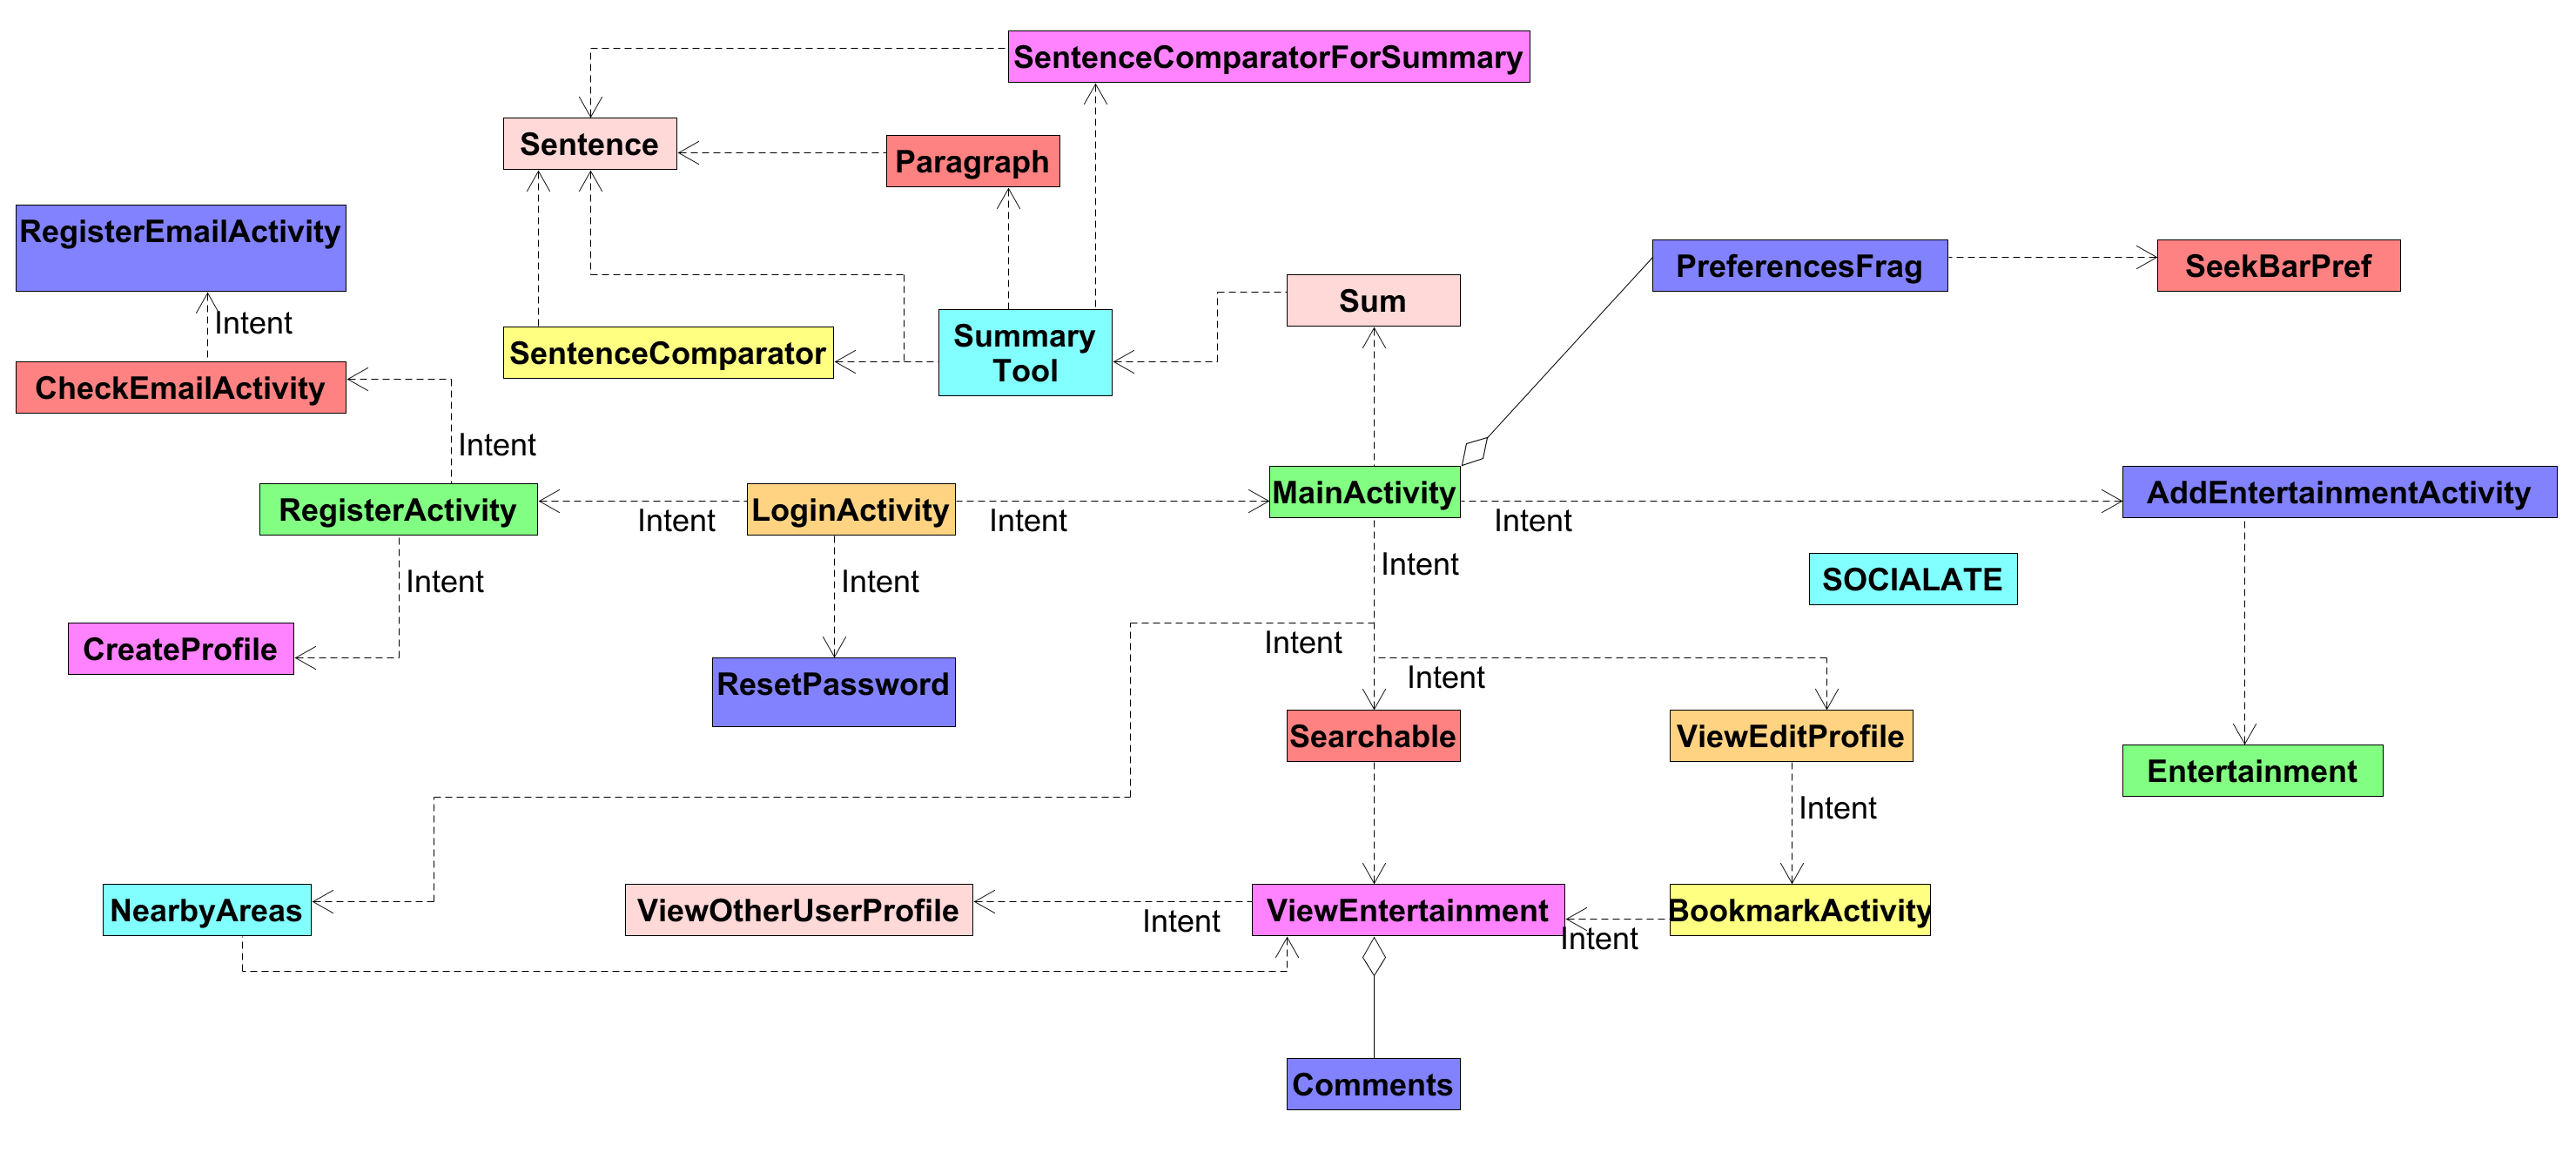 SentenceComparatorForSummary
Sentence
Paragraph
RegisterEmailActivity
PreferencesFrag
SeekBarPref
Sum
Intent
Summary
Tool
SentenceComparator
CheckEmailActivity
Intent
MainActivity
AddEntertainmentActivity
RegisterActivity
LoginActivity
Intent
Intent
Intent
Intent
Intent
Intent
SOCIALATE
Intent
CreateProfile
Intent
ResetPassword
Searchable
ViewEditProfile
Entertainment
Intent
NearbyAreas
ViewOtherUserProfile
ViewEntertainment
BookmarkActivity
Intent
Intent
Comments